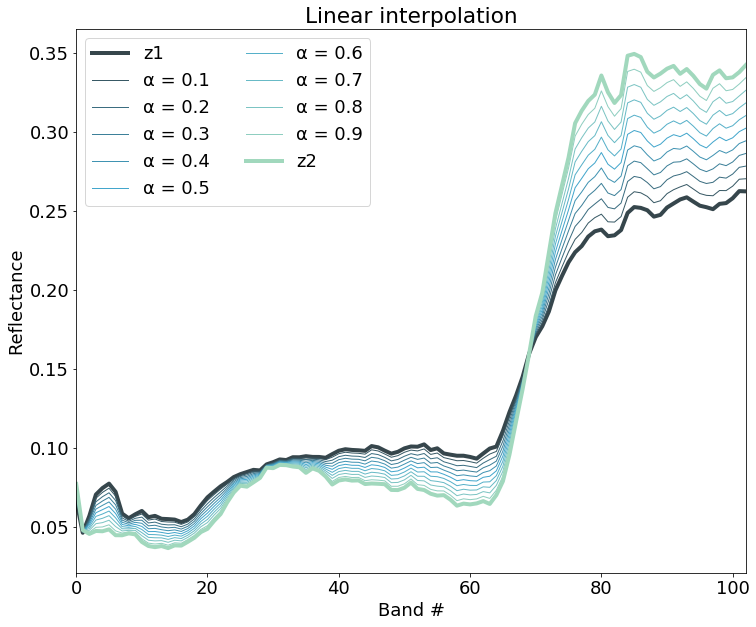 Linear interpolation
z1
α = 0.1
α = 0.2
α = 0.3
α = 0.4
α = 0.5
α = 0.6
α = 0.7
α = 0.8
α = 0.9
z2
Reflectance
0.35
0.30
0.25
0.20
0.15
0.10
0.05
0 20 40 60 80 100
Band #